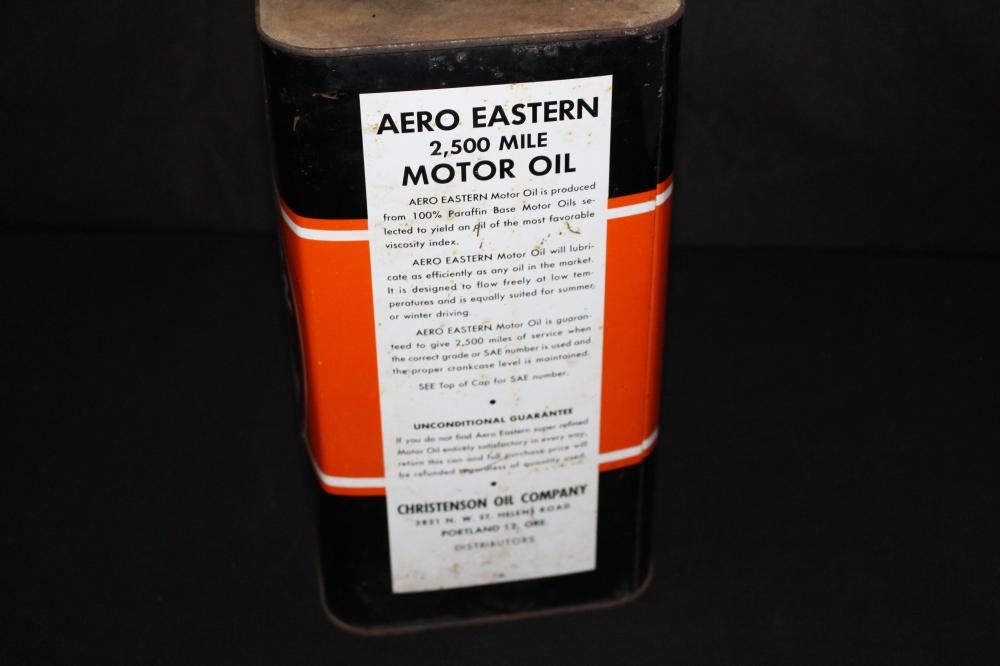 AERO EASTERN
2,500 MILE
MOTOR OIL
AERO EASTERN Motor Oil is produced
from 100% Paraffin Base Motor Oils se-
lected to yield an oil of the most favorable
viscosity index.
AERO EASTERN Motor Oil will lubri-
cate as efficiently as any oil in the market.
It is designed to flow freely at low tem-
peratures and is equally suited for summer
or winter driving.
AERO EASTERN Motor Oil is guaran-
teed to give 2,500 miles of service when
the correct grade or SAE number is used and
the proper crankcase level is maintained.
SEE Top of Cap for SAE number.
UNCONDITIONAL GUARANTEE
If you do not find Aero Eastern super refined
Motor Oil entirely satisfactory in every way,
return this can and full purchase price will
be refunded regardless of quantity used.
CHRISTENSON OIL COMPANY
3821 N. W. ST. HELENS ROAD
PORTLAND 12, ORE.
DISTRIBUTORS